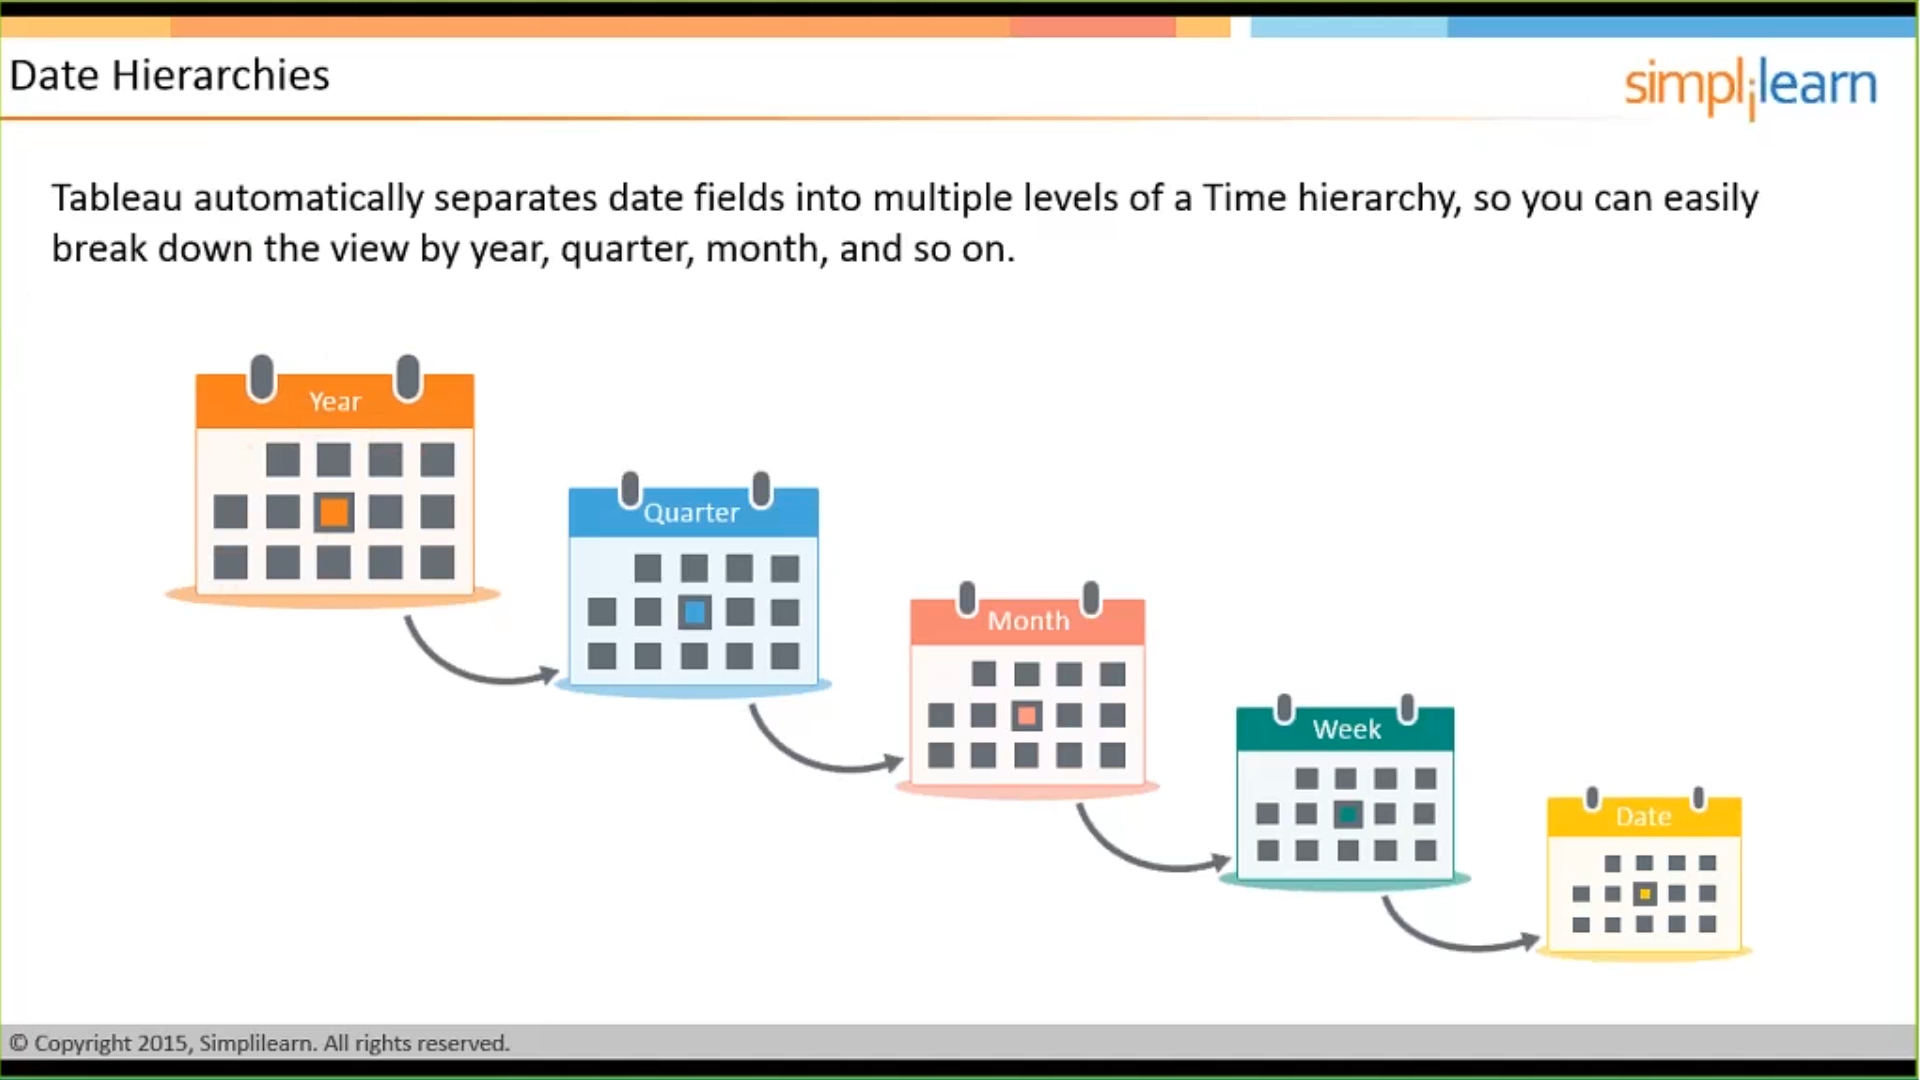 Date Hierarchies
simplilearn
Tableau automatically separates date fields into multiple levels of a Time hierarchy, so you can easily
break down the view by year, quarter, month, and so on.
Year
Quarter
Month
Week
Date
© Copyright 2015, Simplilearn. All rights reserved.